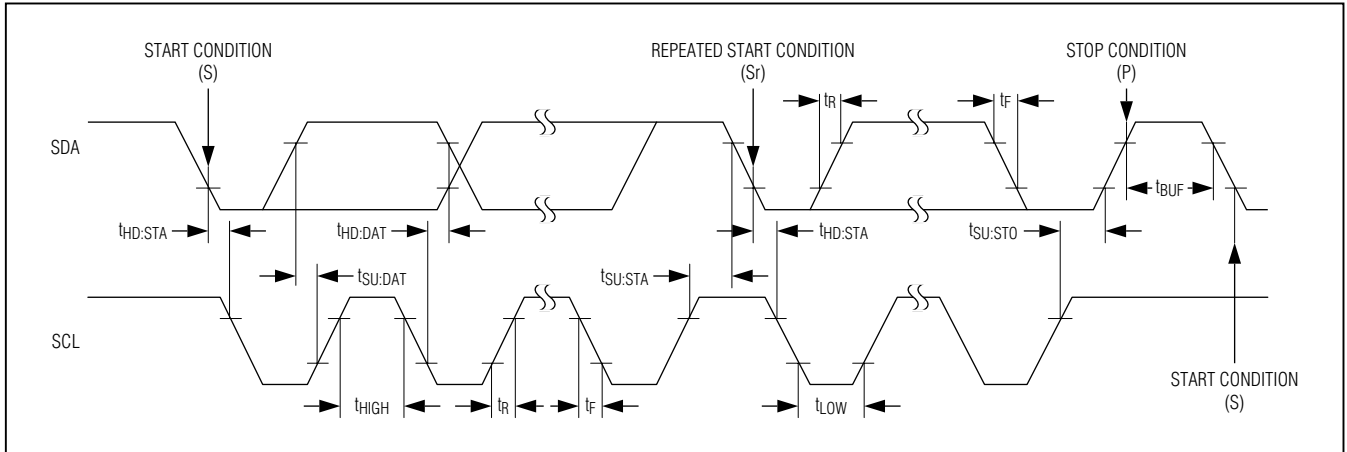 START CONDITION
(S)
REPEATED START CONDITION
(Sr)
STOP CONDITION
(P)
tR
tF
SDA
tBUF
tHD:STA
tHD:DAT
tHD:STA
tSU:STO
tSU:DAT
tSU:STA
SCL
tHIGH
tR
tF
tLOW
START CONDITION
(S)